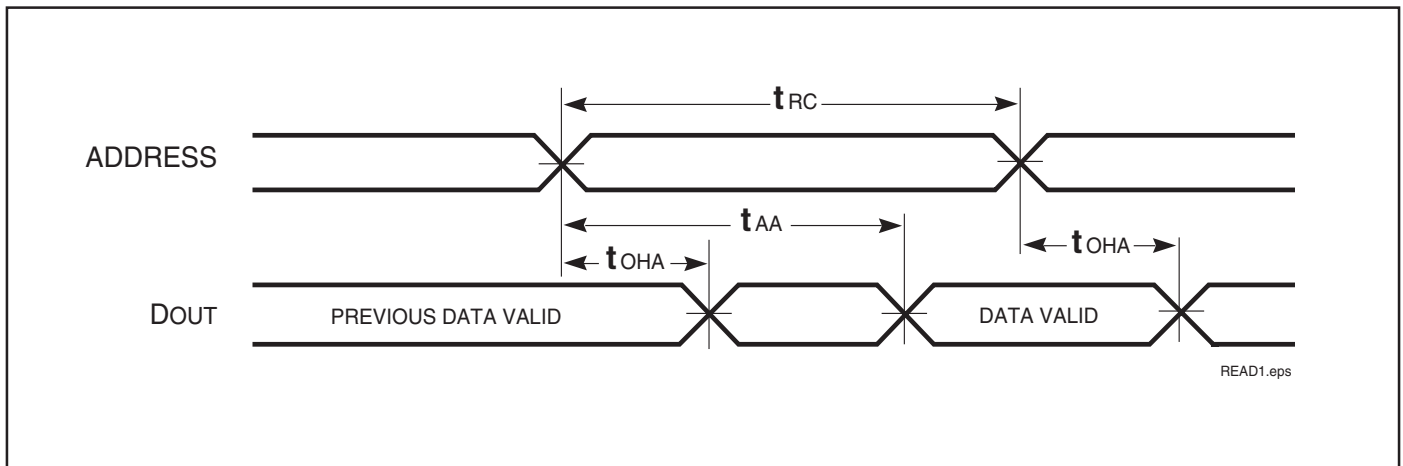 tRC
ADDRESS
tAA
tOHA
tOHA
DOUT
PREVIOUS DATA VALID
DATA VALID
READ1.eps